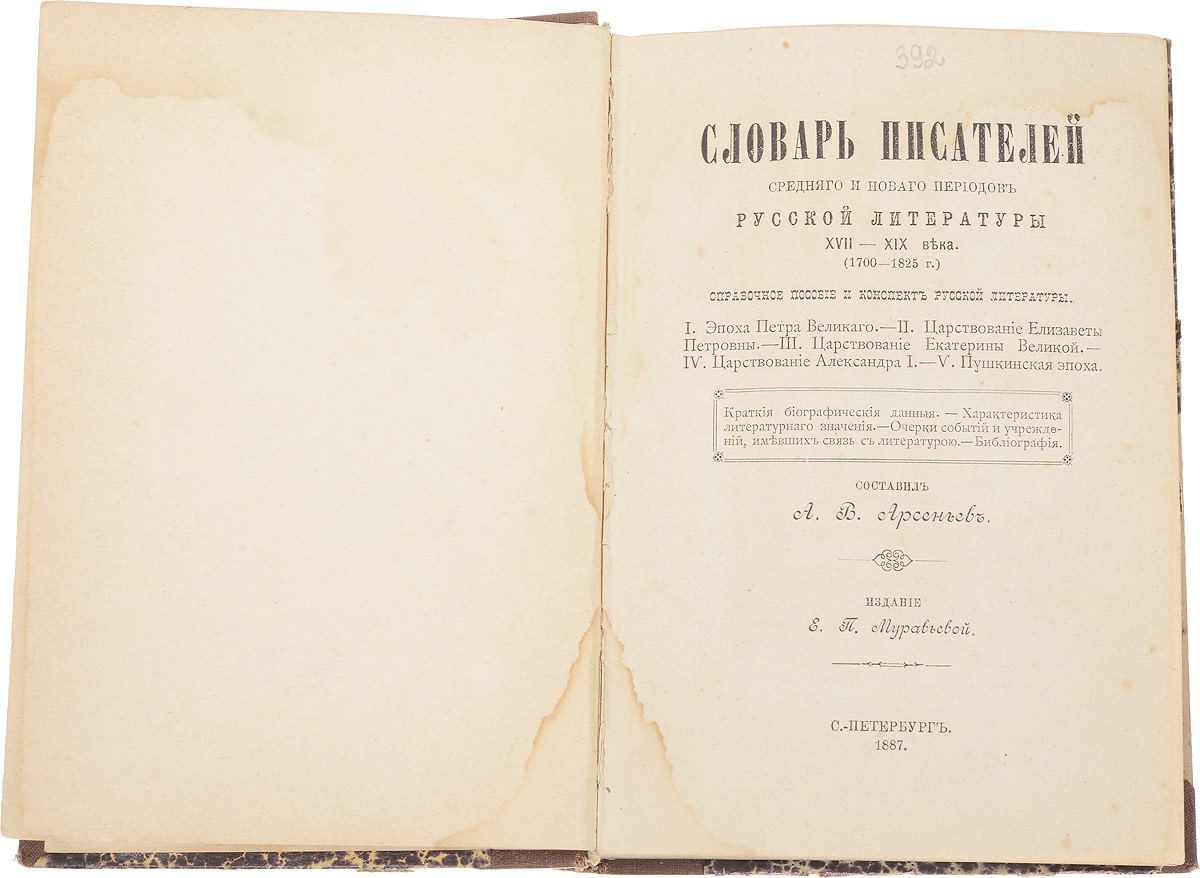 392
СЛОВАРЬ ПИСАТЕЛЕЙ
СРЕДНЯГО И НОВАГО ПЕРІОДОВЪ
РУССКОЙ ЛИТЕРАТУРЫ
XVII — XIX вѣка.
(1700—1825 г.)
СПРАВОЧНОЕ ПОСОБІЕ И КОНСПЕКТЪ РУССКОЙ ЛИТЕРАТУРЫ.
I. Эпоха Петра Великаго.—II. Царствованіе Елизаветы
Петровны.—III. Царствованіе Екатерины Великой.—
IV. Царствованіе Александра I.—V. Пушкинская эпоха.
Краткія біографическія данныя. — Характеристика
литературнаго значенія.—Очерки событій и учрежде-
ній, имѣвшихъ связь съ литературою.—Библіографія.
СОСТАВИЛЪ
А. В. Арсеньевъ.
ИЗДАНІЕ
Е. П. Муравьевой.
С.-ПЕТЕРБУРГЪ.
1887.